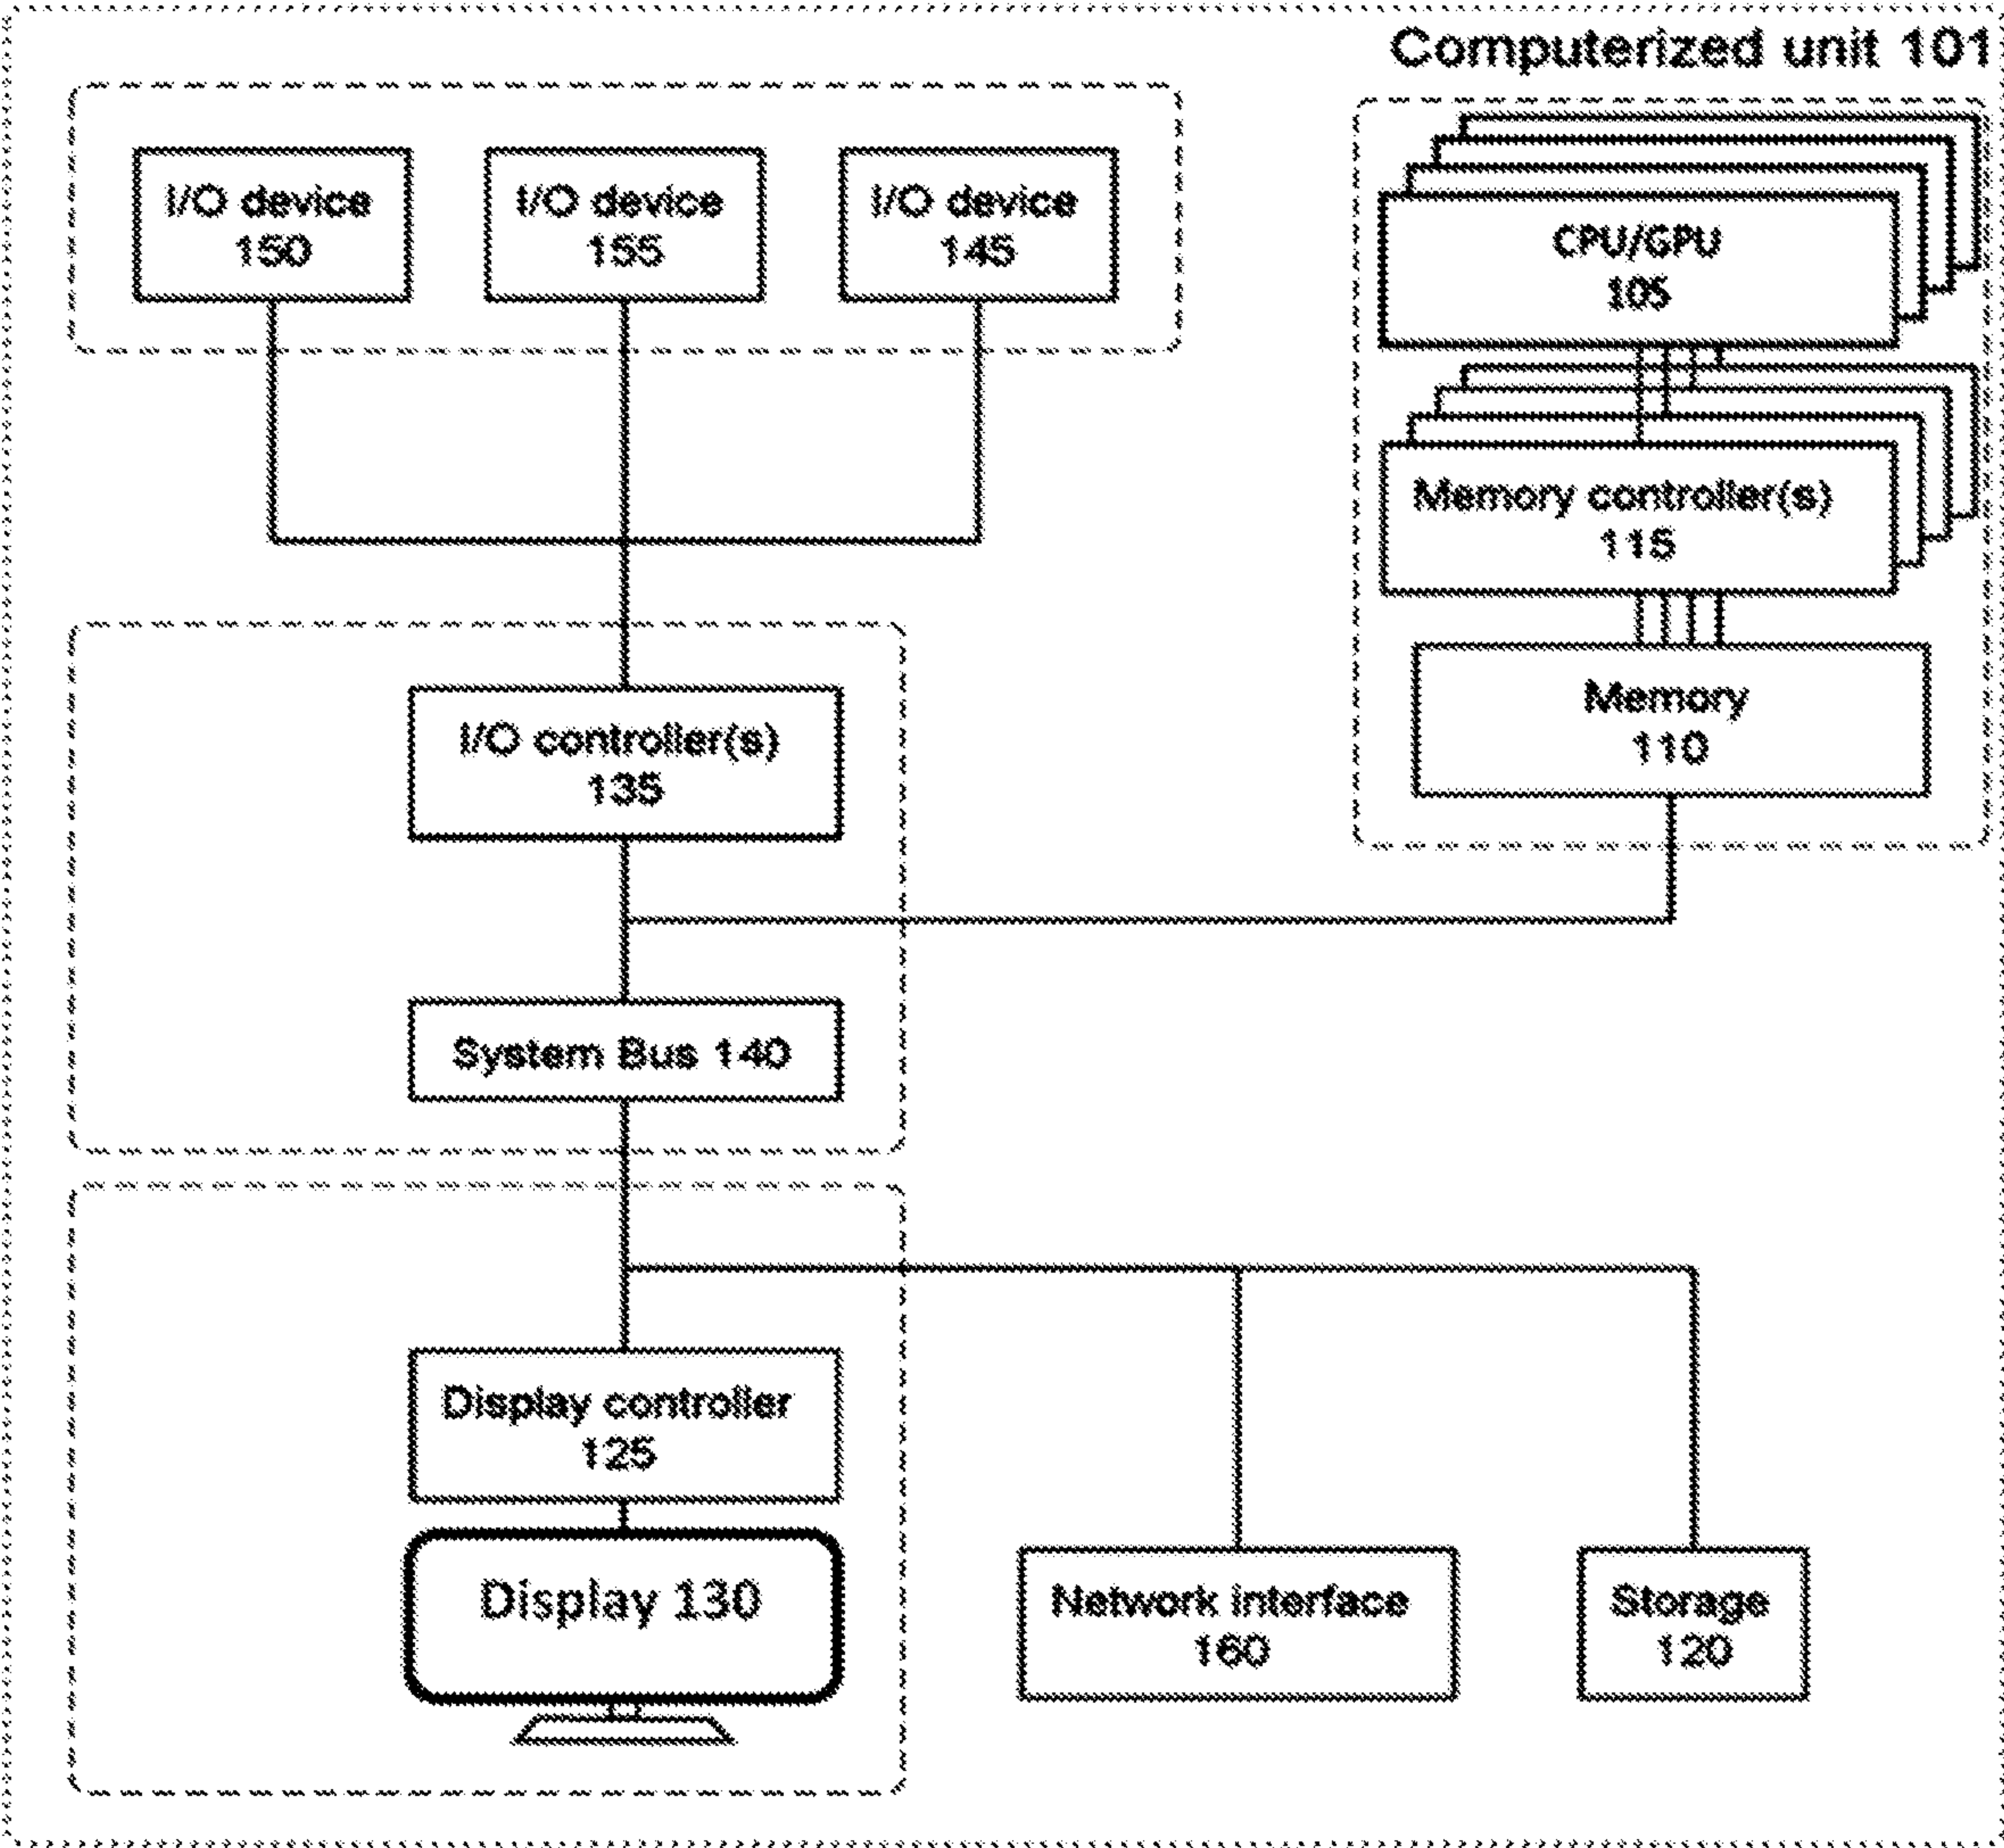 Computerized unit 101
I/O device
150
I/O device
155
I/O device
145
CPU/GPU
105
Memory controller(s)
115
Memory
110
I/O controller(s)
135
System Bus 140
Display controller
125
Display 130
Network interface
160
Storage
120